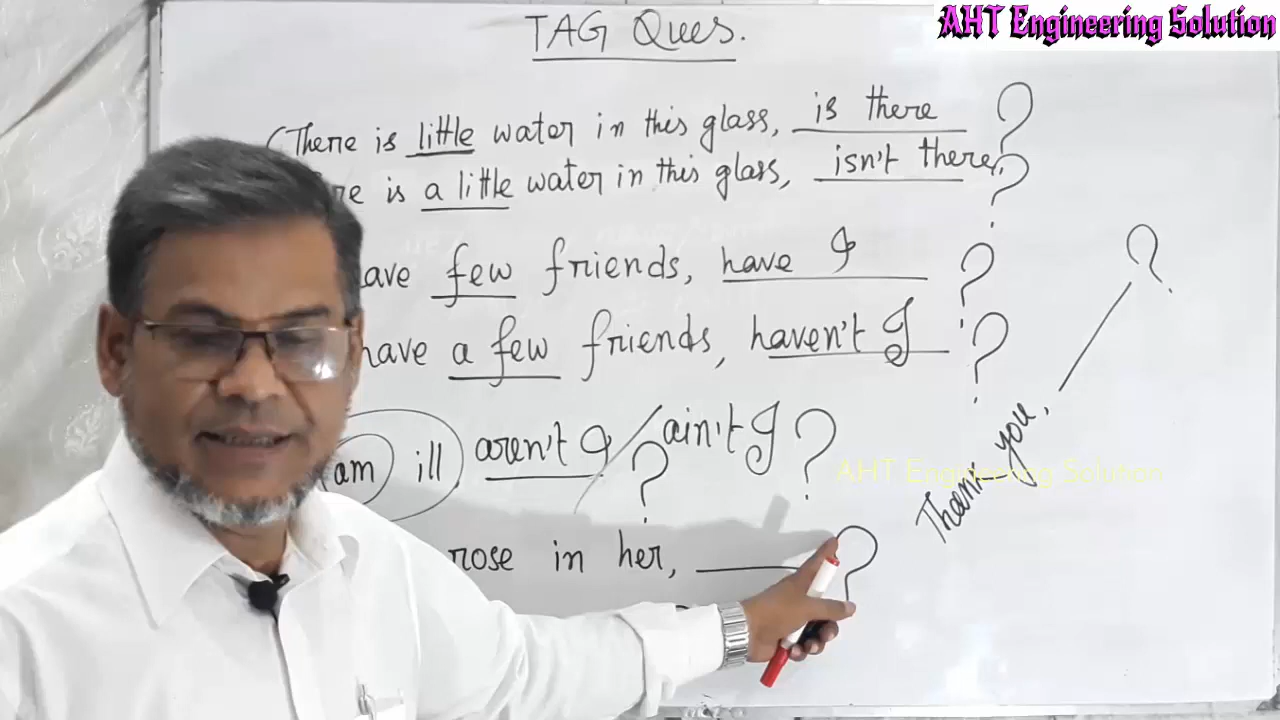 AHT Engineering Solution
TAG Ques.
(There is little water in this glass, is there ?
is a little water in this glass, isn't there, ?
have few friends, have I ?
have a few friends, haven't I ?
am ill, aren't I ? / ain't I ?
AHT Engineering Solution
rose in her, ?
Thank you, ?